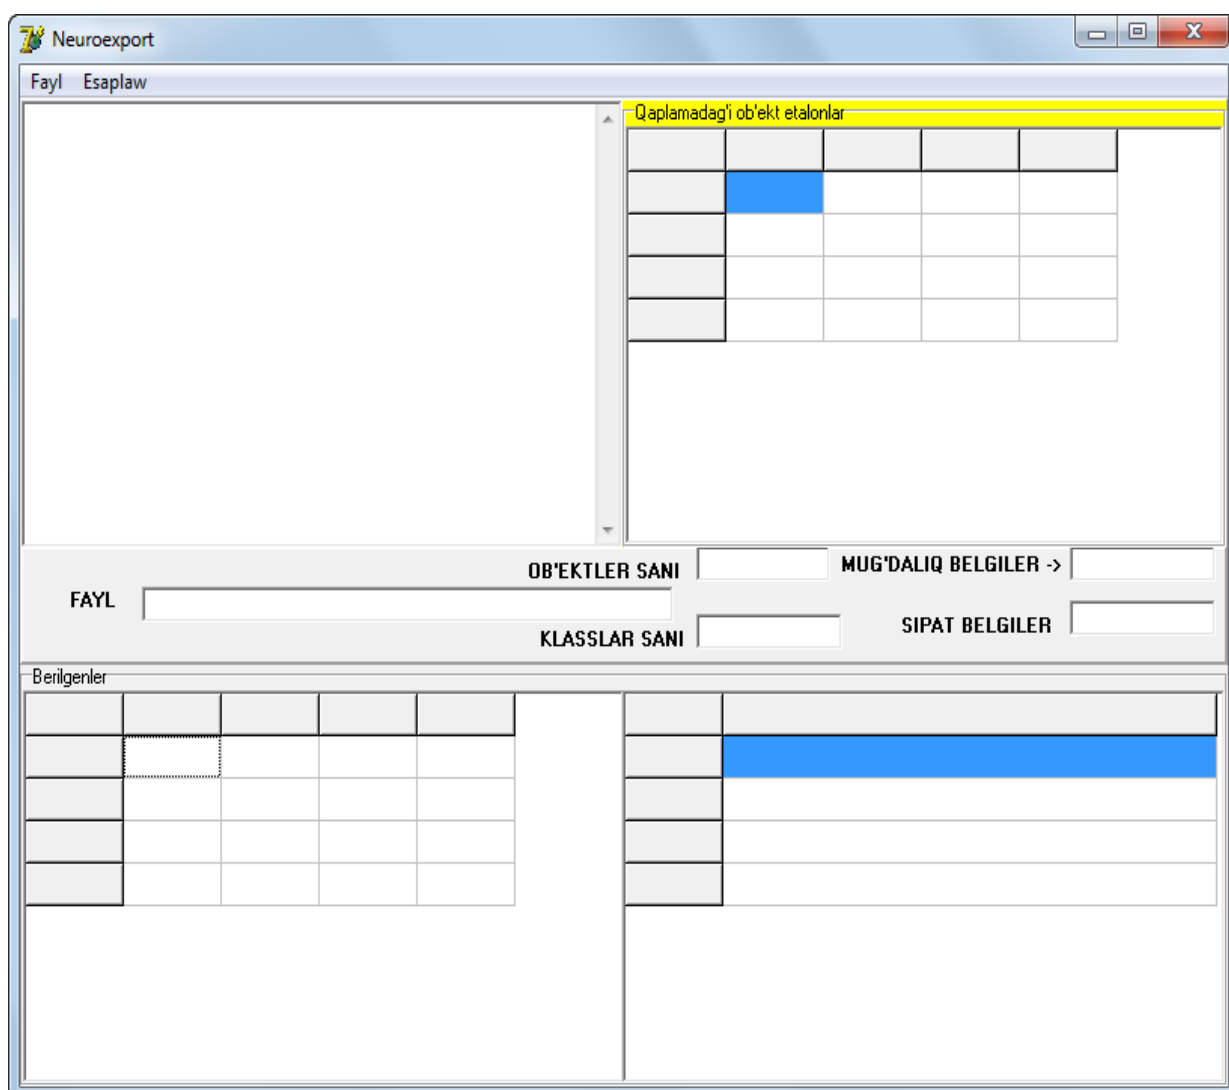 Neuroexport
Fayl Esaplaw
Qaplamadag'i ob'ekt etalonlar
OB'EKTLER SANI
MUG'DALIQ BELGILER ->
FAYL
KLASSLAR SANI
SIPAT BELGILER
Berilgenler